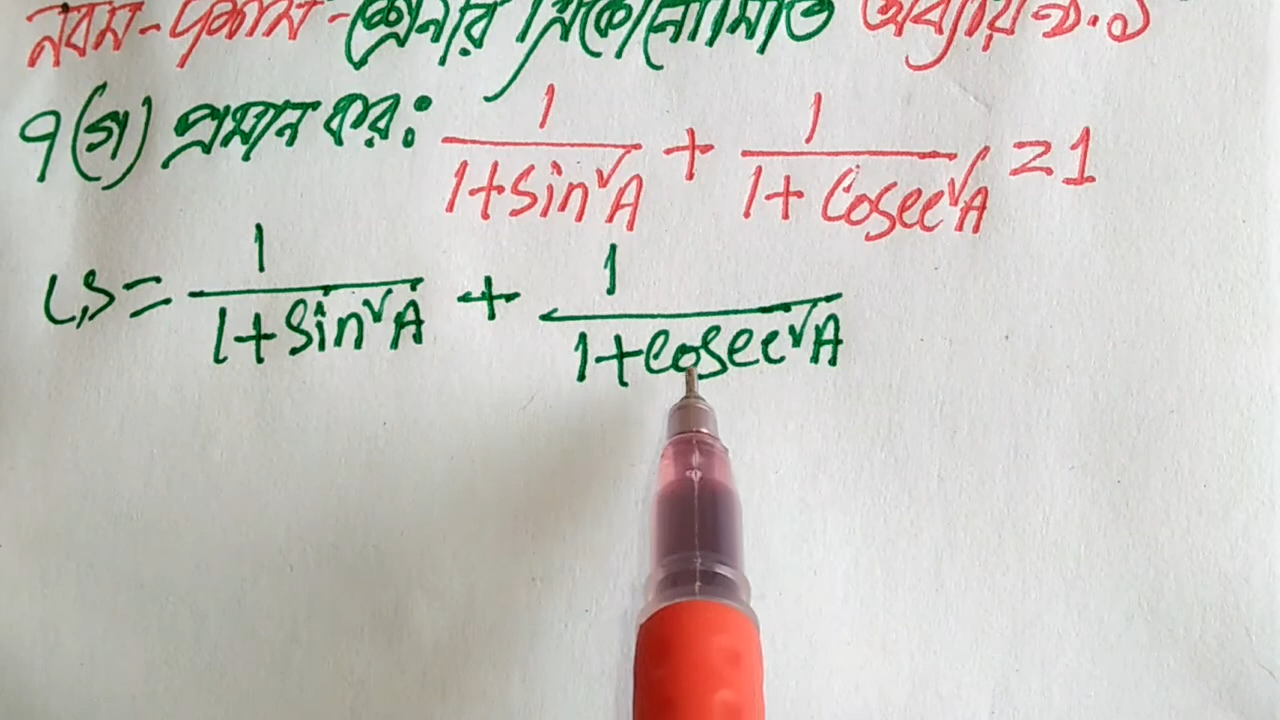 নবম-দশম-শ্রেনীর ত্রিকোনোমিতি অধ্যায় ৯.১
৭(গ) প্রমান কর: 1/(1+Sin²A) + 1/(1+Cosec²A) = 1
L.S = 1/(1+Sin²A) + 1/(1+Cosec²A)